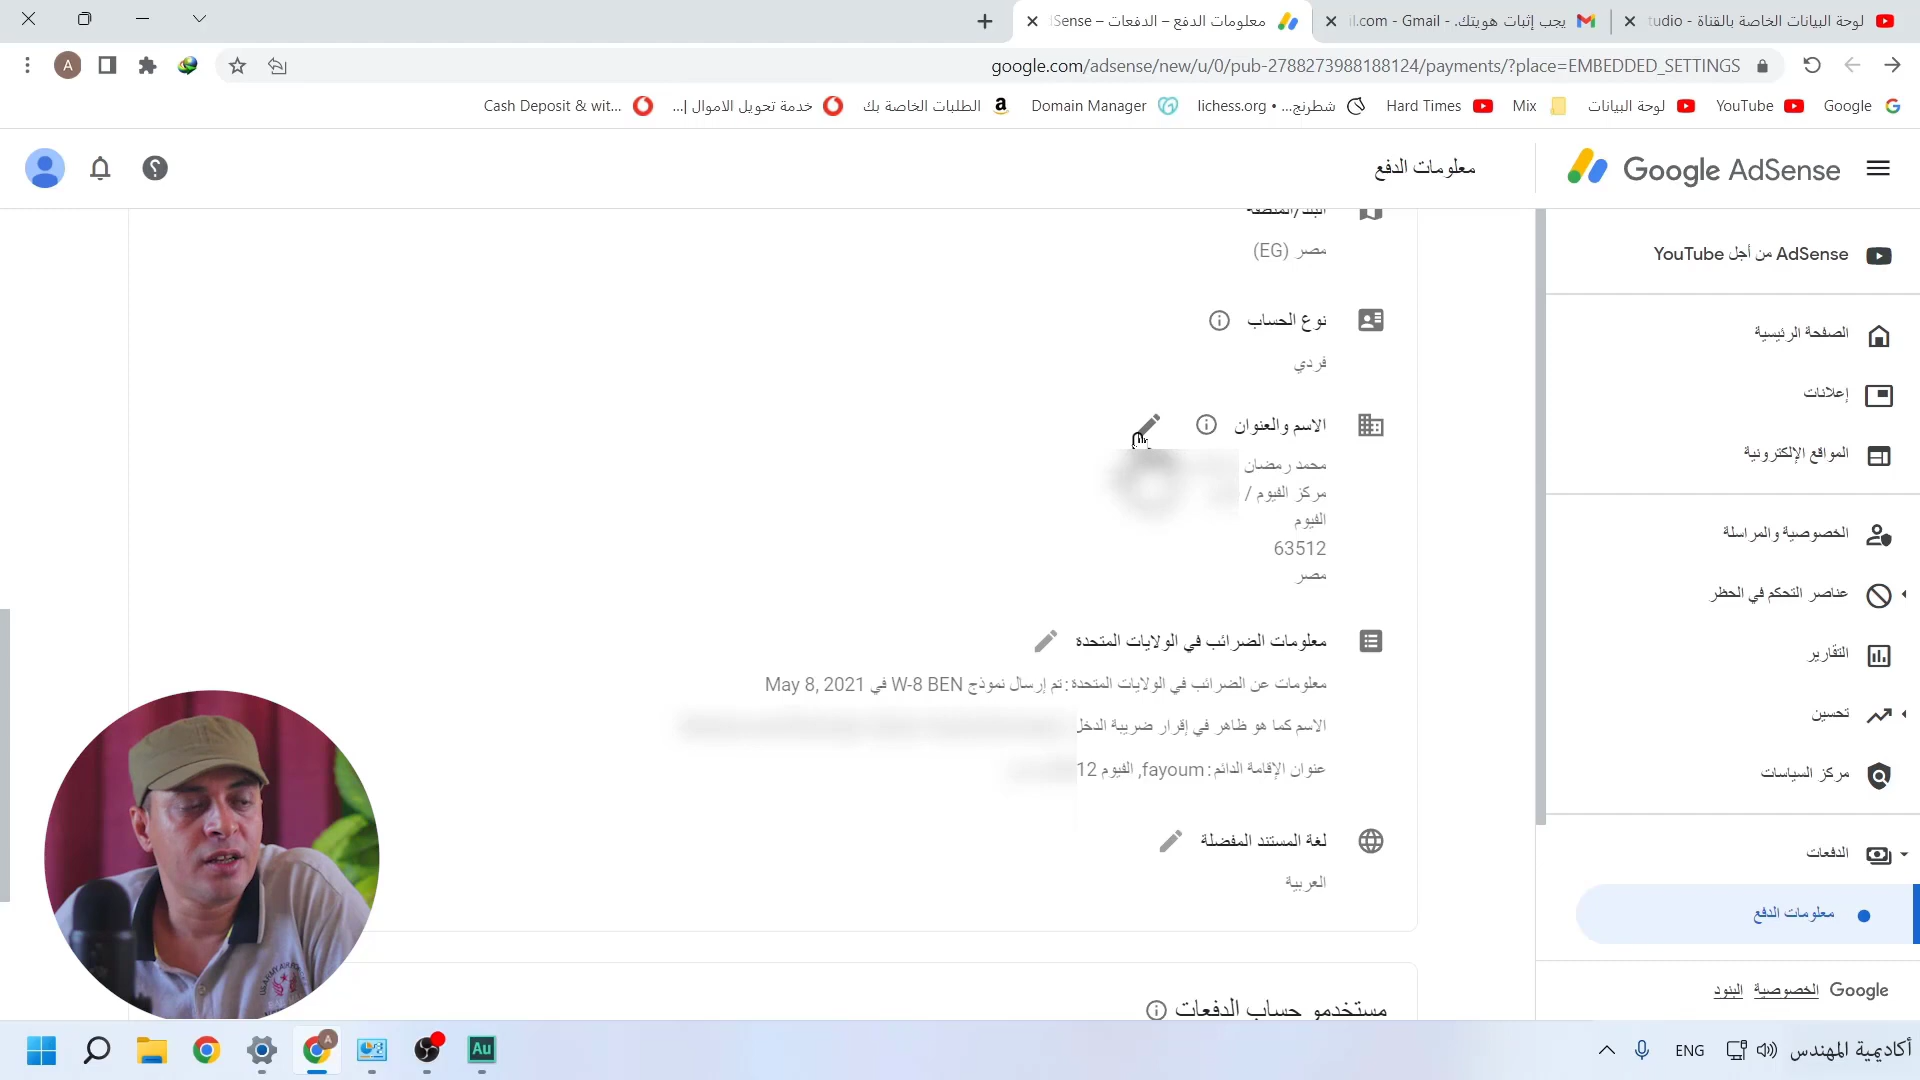 لوحة البيانات الخاصة بالقناة - tudio
يجب إثبات هويتك. - il.com - Gmail
معلومات الدفع – الدفعات – Sense
google.com/adsense/new/u/0/pub-2788273988188124/payments/?place=EMBEDDED_SETTINGS
A
Google
YouTube
لوحة البيانات
Mix
Hard Times
شطرنج... • lichess.org
Domain Manager
الطلبات الخاصة بك
خدمة تحويل الاموال |...
Cash Deposit & wit...
Google AdSense
معلومات الدفع
البلد/المنطقة
مصر (EG)
نوع الحساب
فردي
الاسم والعنوان
محمد رمضان
مركز الفيوم /
الفيوم
63512
مصر
معلومات الضرائب في الولايات المتحدة
معلومات عن الضرائب في الولايات المتحدة: تم إرسال نموذج W-8 BEN في May 8, 2021
الاسم كما هو ظاهر في إقرار ضريبة الدخل
عنوان الإقامة الدائم: fayoum, الفيوم 12
لغة المستند المفضلة
العربية
مستخدمو حساب الدفعات
AdSense من أجل YouTube
الصفحة الرئيسية
إعلانات
المواقع الإلكترونية
الخصوصية والمراسلة
عناصر التحكم في الحظر
التقارير
تحسين
مركز السياسات
الدفعات
معلومات الدفع
Google الخصوصية البنود
A
Au
ENG
أكاديمية المهندس